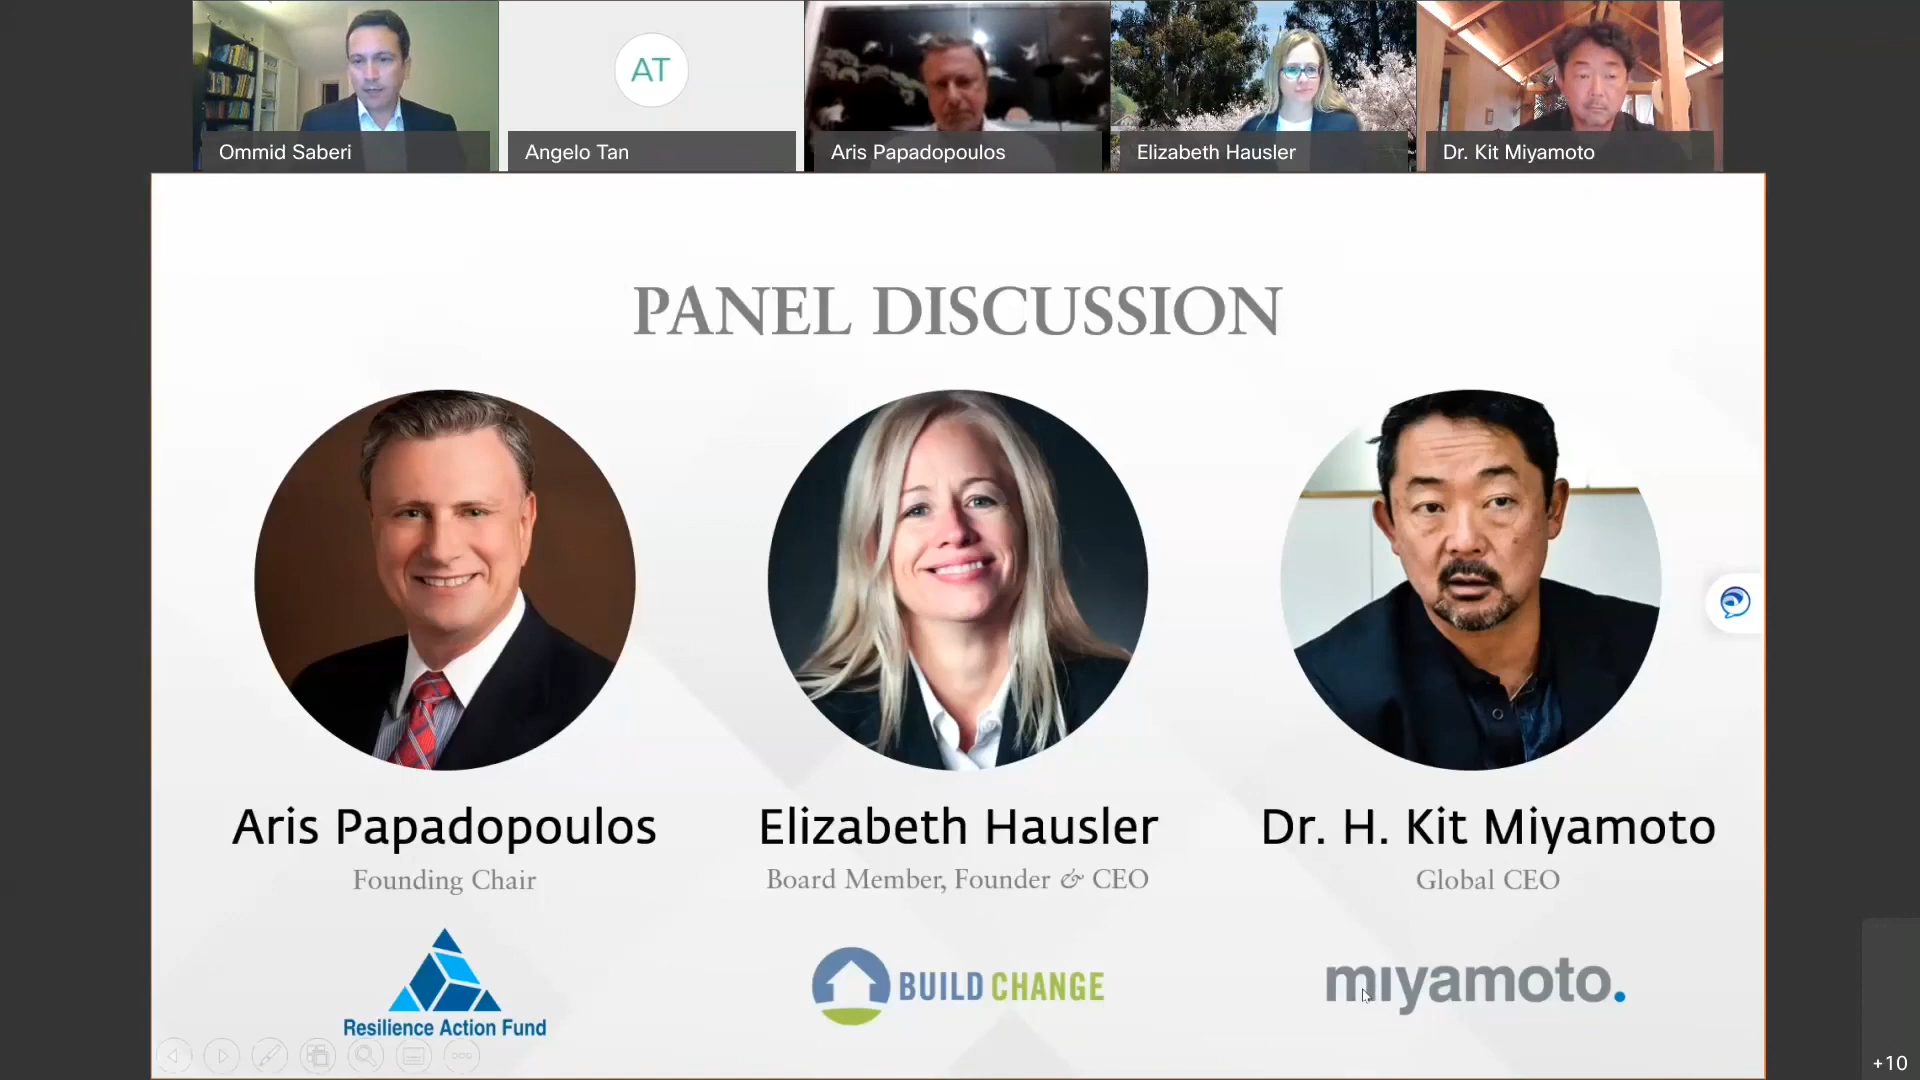 Ommid Saberi
AT
Angelo Tan
Aris Papadopoulos
Elizabeth Hausler
Dr. Kit Miyamoto
PANEL DISCUSSION
Aris Papadopoulos
Founding Chair
Resilience Action Fund
Elizabeth Hausler
Board Member, Founder & CEO
BUILD CHANGE
Dr. H. Kit Miyamoto
Global CEO
miyamoto.
+10